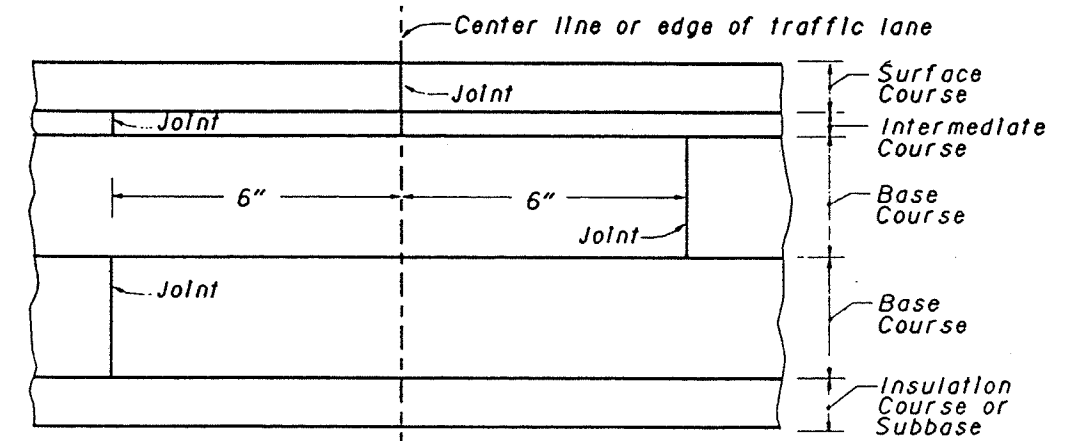 Center line or edge of traffic lane
Joint
Surface
Course
Joint
Intermediate
Course
6"
6"
Base
Course
Joint
Joint
Base
Course
Insulation
Course or
Subbase